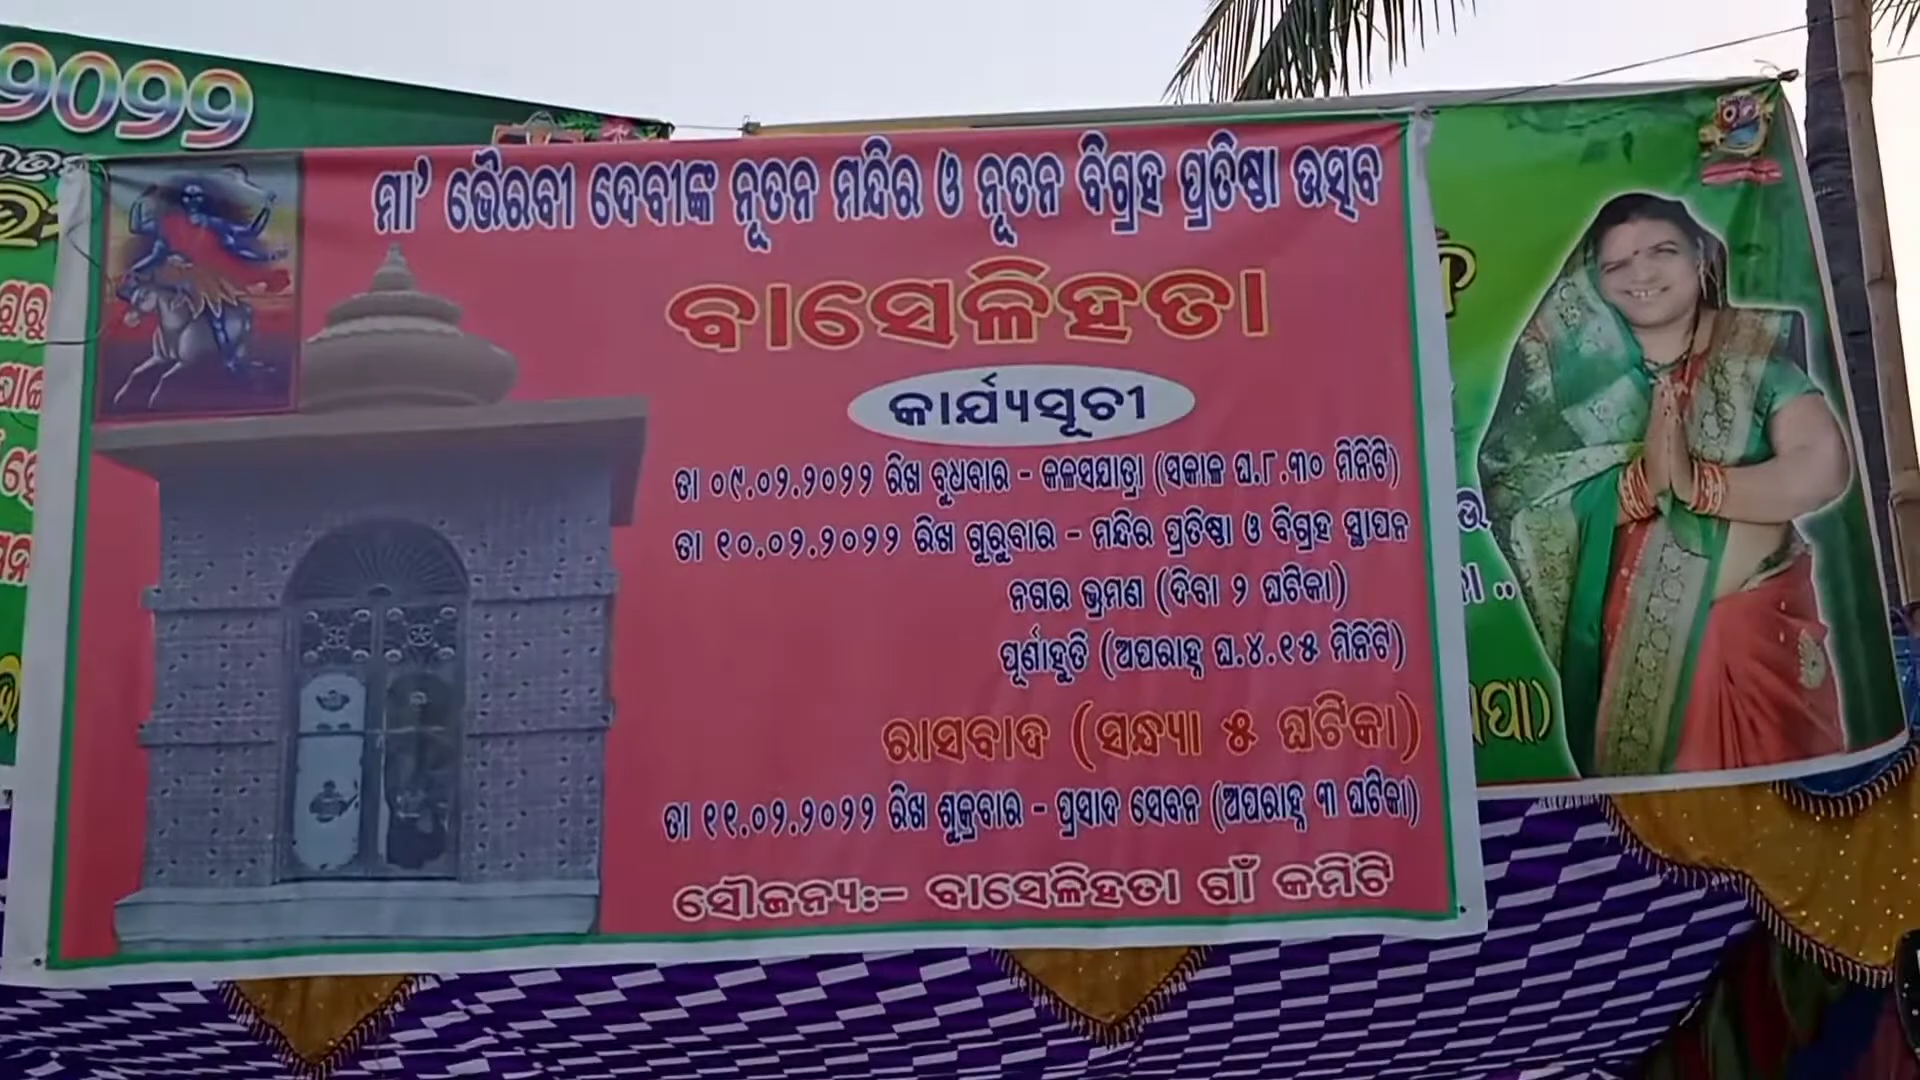 ୨୦୨୨
ମା' ଭୈରବୀ ଦେବୀଙ୍କ ନୂତନ ମନ୍ଦିର ଓ ନୂତନ ବିଗ୍ରହ ପ୍ରତିଷ୍ଠା ଉତ୍ସବ
ବାସେଳିହତା
କାର୍ଯ୍ୟସୂଚୀ
ତା ୦୯.୦୨.୨୦୨୨ ରିଖ ବୁଧବାର - କଳସଯାତ୍ରା (ସକାଳ ଘ.୮.୩୦ ମିନିଟି)
ତା ୧୦.୦୨.୨୦୨୨ ରିଖ ଗୁରୁବାର - ମନ୍ଦିର ପ୍ରତିଷ୍ଠା ଓ ବିଗ୍ରହ ସ୍ଥାପନ
ନଗର ଭ୍ରମଣ (ଦିବା ୨ ଘଟିକା)
ପୂର୍ଣାହୁତି (ଅପରାହ୍ନ ଘ.୪.୧୫ ମିନିଟି)
ରାସବାଦ (ସନ୍ଧ୍ୟା ୫ ଘଟିକା)
ତା ୧୧.୦୨.୨୦୨୨ ରିଖ ଶୁକ୍ରବାର - ପ୍ରସାଦ ସେବନ (ଅପରାହ୍ନ ୩ ଘଟିକା)
ସୌଜନ୍ୟଃ- ବାସେଳିହତା ଗାଁ କମିଟି